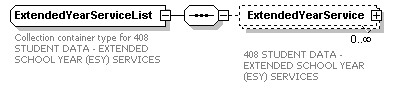 ExtendedYearServiceList
ExtendedYearService
0..∞
Collection container type for 408
STUDENT DATA - EXTENDED
SCHOOL YEAR (ESY) SERVICES
408 STUDENT DATA -
EXTENDED SCHOOL YEAR
(ESY) SERVICES